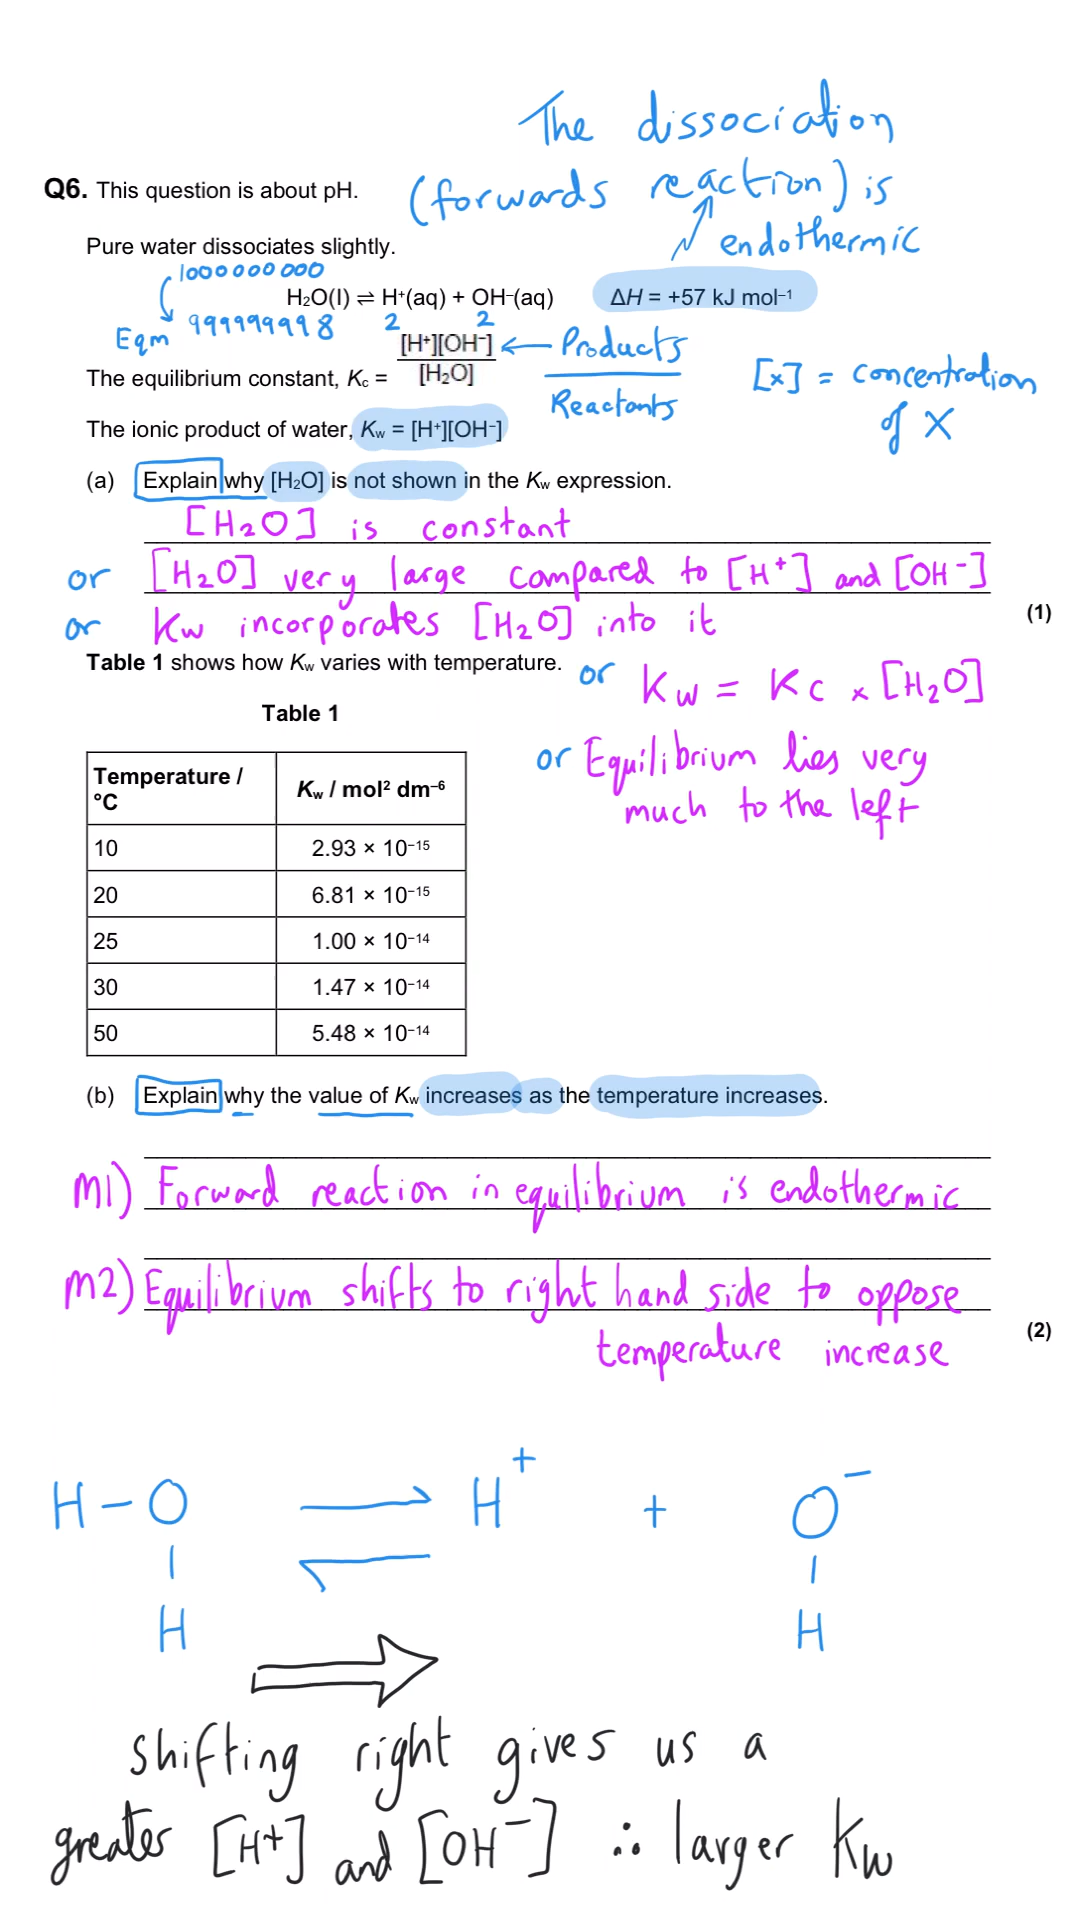 The dissociation
Q6. This question is about pH.
(forwards reaction) is
endothermic
Pure water dissociates slightly.
1000000000
H₂O(l) ⇌ H⁺(aq) + OH⁻(aq) ΔH = +57 kJ mol⁻¹
Eqm 999999998 2 2
The equilibrium constant, Kc = [H⁺][OH⁻] / [H₂O]
← Products
Reactants
[x] = concentration
of X
The ionic product of water, Kw = [H⁺][OH⁻]
(a) Explain why [H₂O] is not shown in the Kw expression.
[H₂O] is constant
or [H₂O] very large compared to [H⁺] and [OH⁻]
or Kw incorporates [H₂O] into it
(1)
Table 1 shows how Kw varies with temperature.
or Kw = Kc × [H₂O]
or Equilibrium lies very
much to the left
Table 1
Temperature / °C Kw / mol² dm⁻⁶
10 2.93 × 10⁻¹⁵
20 6.81 × 10⁻¹⁵
25 1.00 × 10⁻¹⁴
30 1.47 × 10⁻¹⁴
50 5.48 × 10⁻¹⁴
(b) Explain why the value of Kw increases as the temperature increases.
M1) Forward reaction in equilibrium is endothermic
M2) Equilibrium shifts to right hand side to oppose
temperature increase
(2)
H – O ⇌ H⁺ + O⁻
H H
Shifting right gives us a
greater [H⁺] and [OH⁻] ∴ larger Kw